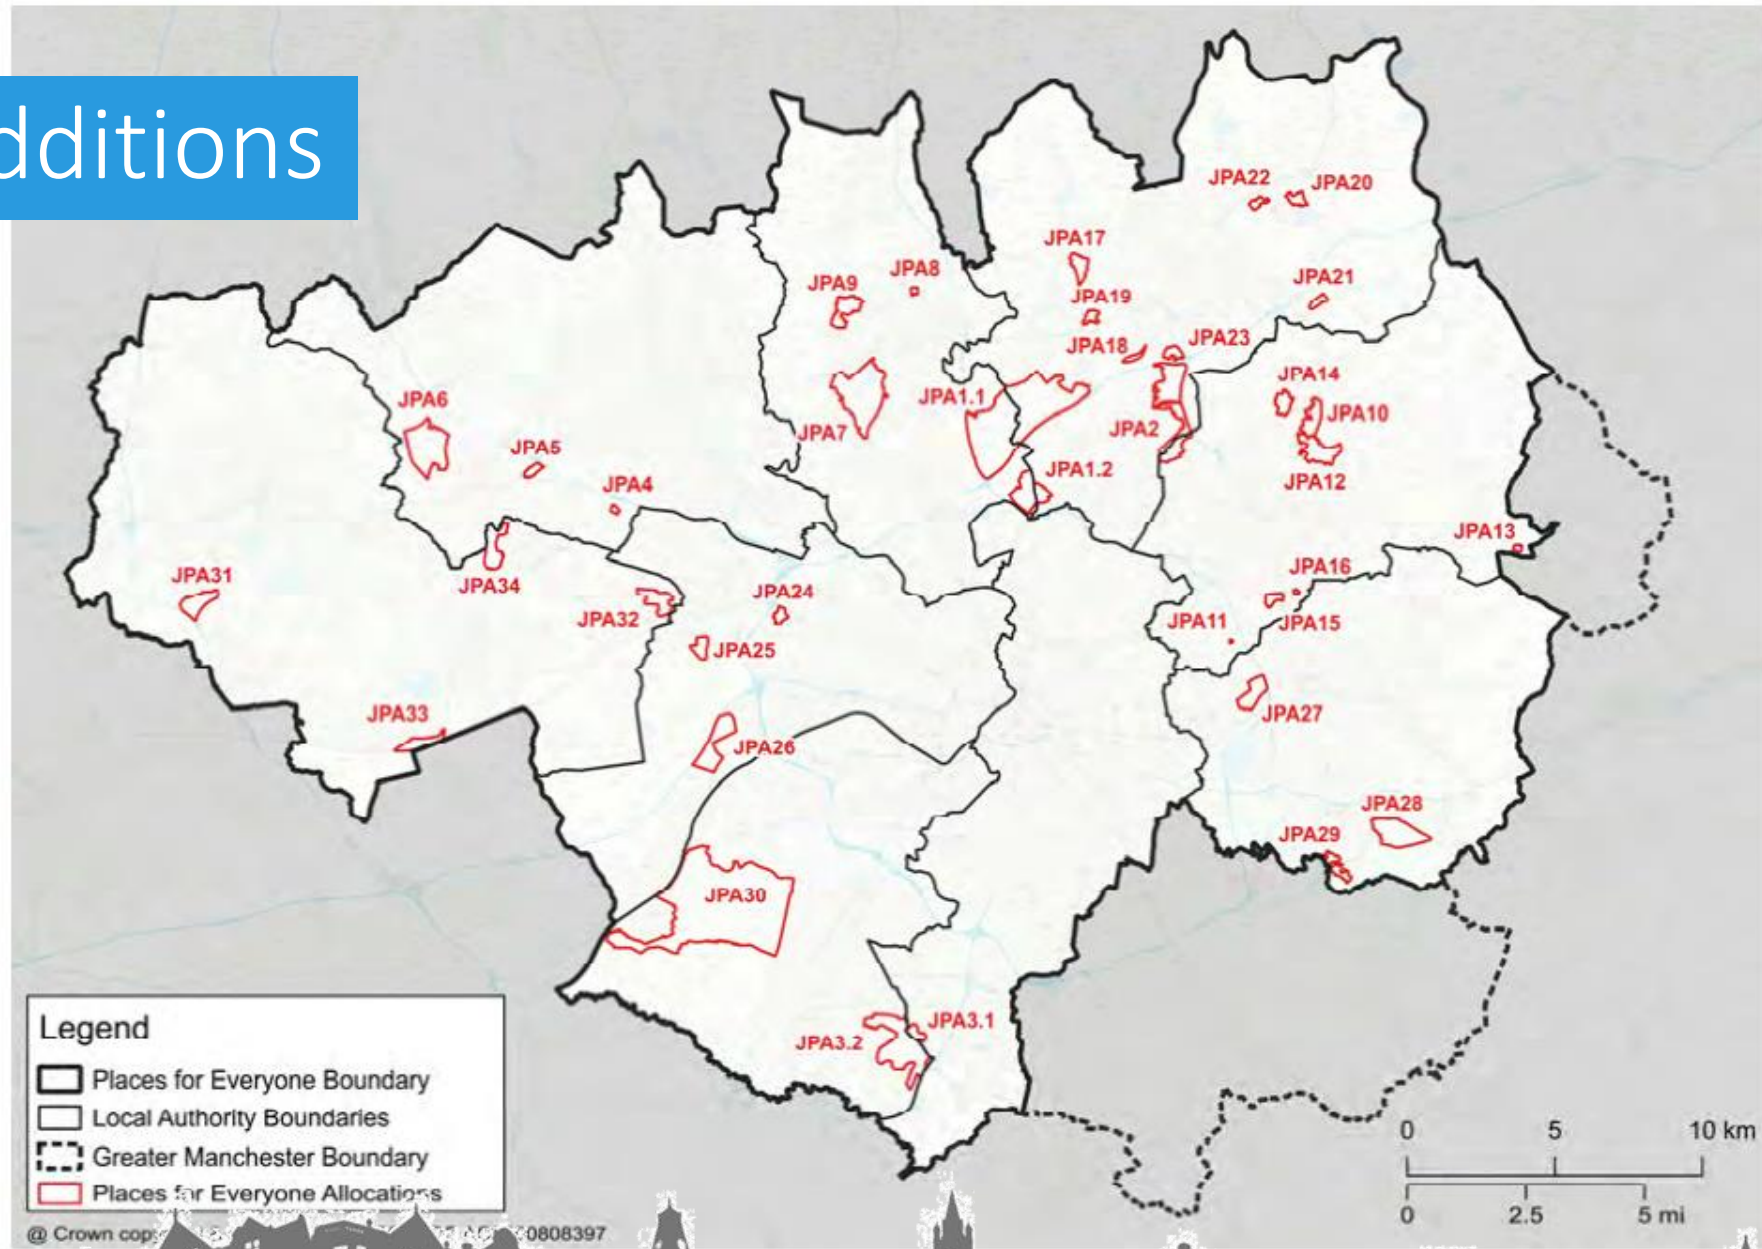 dditions
JPA22
JPA20
JPA17
JPA21
JPA9
JPA8
JPA19
JPA18
JPA23
JPA14
JPA6
JPA1.1
JPA10
JPA7
JPA2
JPA5
JPA1.2
JPA4
JPA12
JPA13
JPA31
JPA34
JPA24
JPA16
JPA32
JPA11
JPA15
JPA25
JPA33
JPA27
JPA26
JPA28
JPA29
JPA30
JPA3.1
JPA3.2
Legend
Places for Everyone Boundary
Local Authority Boundaries
Greater Manchester Boundary
Places for Everyone Allocations
0 5 10 km
0 2.5 5 mi
@ Crown 0808397